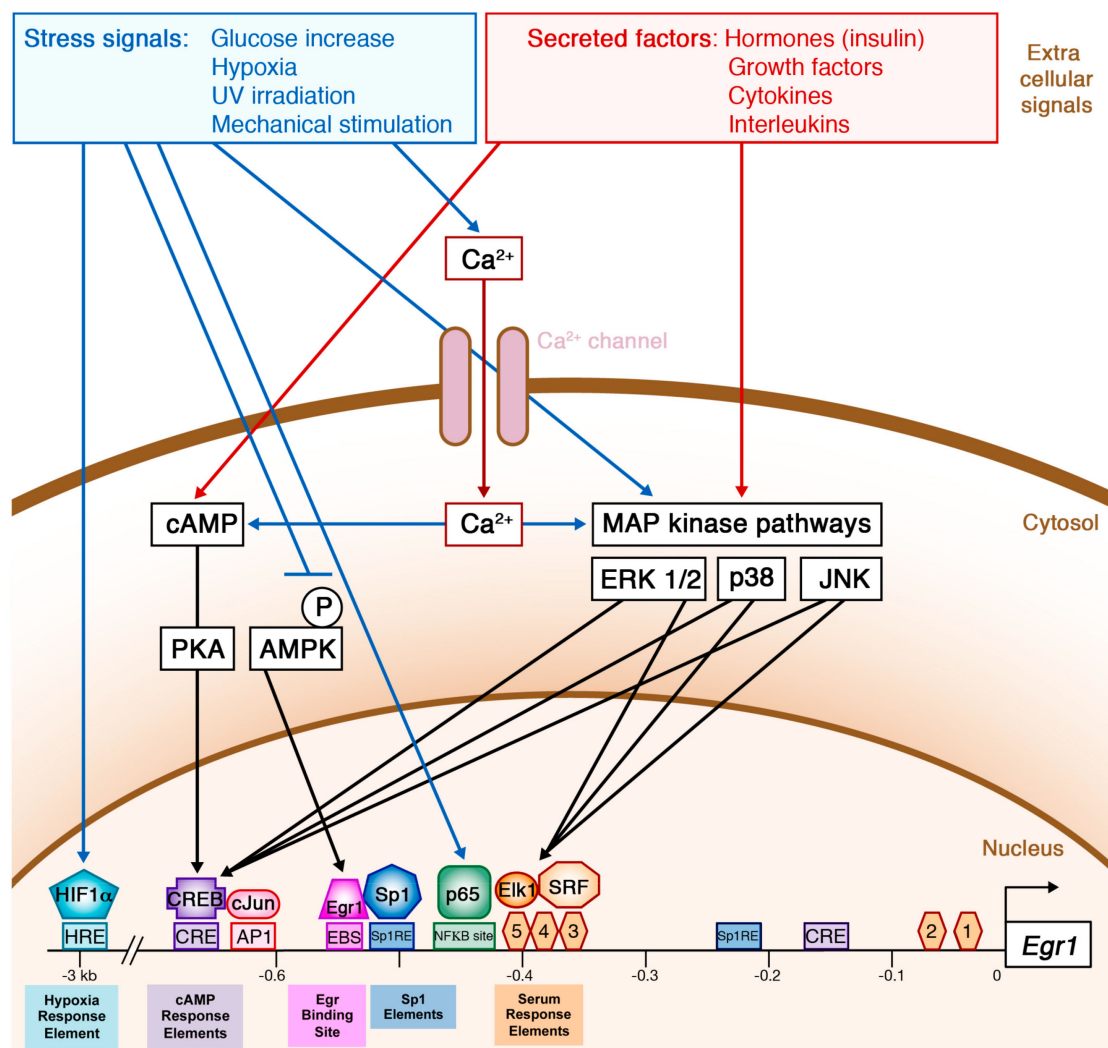 Stress signals: Glucose increase
Hypoxia
UV irradiation
Mechanical stimulation
Secreted factors: Hormones (insulin)
Growth factors
Cytokines
Interleukins
Extra
cellular
signals
Ca²⁺
Ca²⁺ channel
cAMP
Ca²⁺
MAP kinase pathways
Cytosol
ERK 1/2
p38
JNK
P
PKA
AMPK
Nucleus
HIF1α
CREB
cJun
Egr1
Sp1
p65
Elk1
SRF
HRE
CRE
AP1
EBS
Sp1RE
NFKB site
5
4
3
Sp1RE
CRE
2
1
Egr1
-3 kb
-0.6
-0.4
-0.3
-0.2
-0.1
0
Hypoxia
Response
Element
cAMP
Response
Elements
Egr
Binding
Site
Sp1
Elements
Serum
Response
Elements